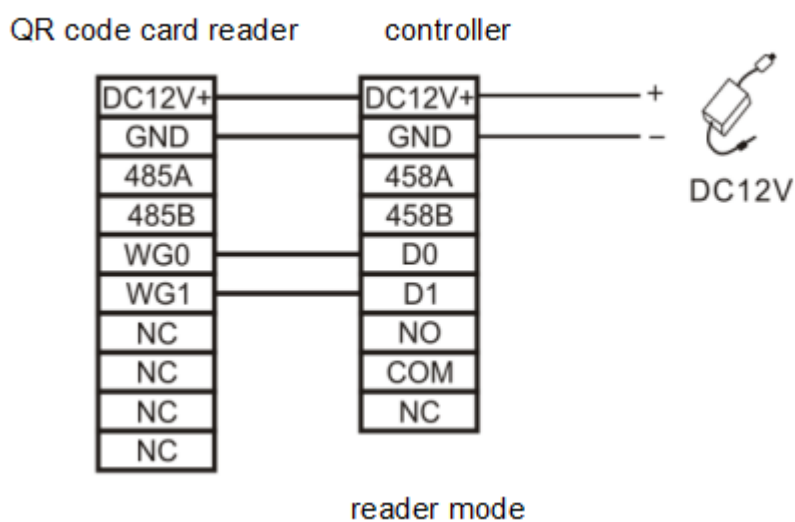 QR code card reader controller
DC12V+ DC12V+ +
GND GND −
485A 458A
DC12V
485B 458B
WG0 D0
WG1 D1
NC NO
NC COM
NC NC
NC
reader mode